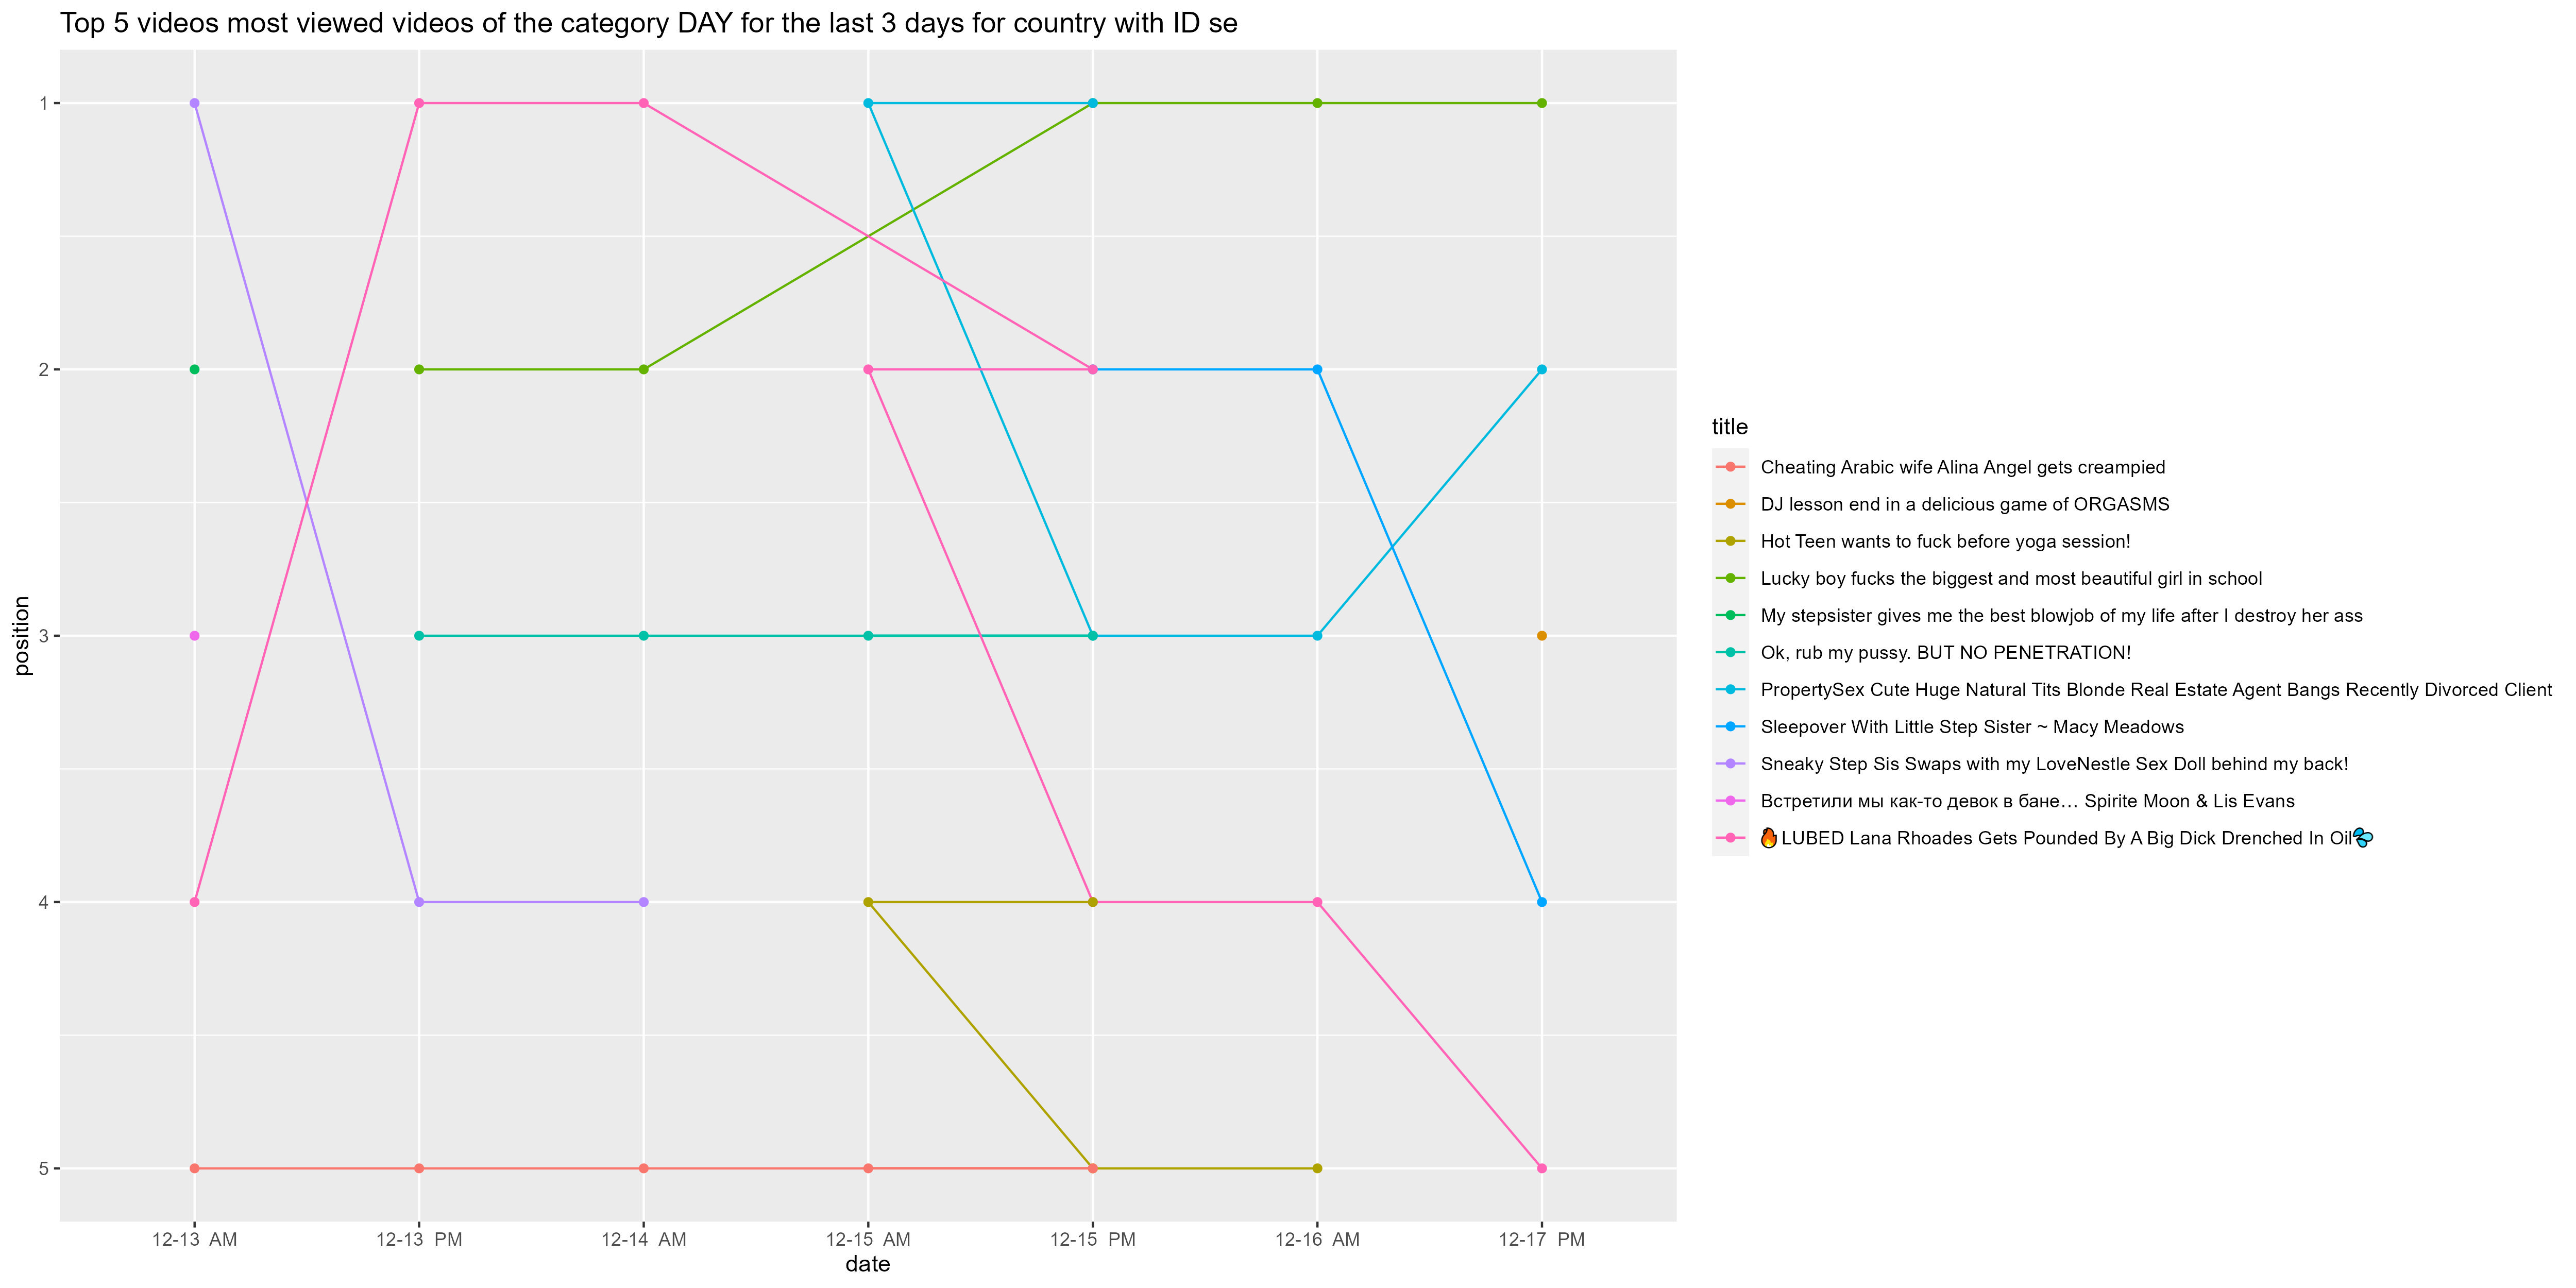 Top 5 videos most viewed videos of the category DAY for the last 3 days for country with ID se
position
1
2
3
4
5
12-13 AM
12-13 PM
12-14 AM
12-15 AM
12-15 PM
12-16 AM
12-17 PM
date
title
Cheating Arabic wife Alina Angel gets creampied
DJ lesson end in a delicious game of ORGASMS
Hot Teen wants to fuck before yoga session!
Lucky boy fucks the biggest and most beautiful girl in school
My stepsister gives me the best blowjob of my life after I destroy her ass
Ok, rub my pussy. BUT NO PENETRATION!
PropertySex Cute Huge Natural Tits Blonde Real Estate Agent Bangs Recently Divorced Client
Sleepover With Little Step Sister ~ Macy Meadows
Sneaky Step Sis Swaps with my LoveNestle Sex Doll behind my back!
Встретили мы как-то девок в бане… Spirite Moon & Lis Evans
🔥LUBED Lana Rhoades Gets Pounded By A Big Dick Drenched In Oil💦